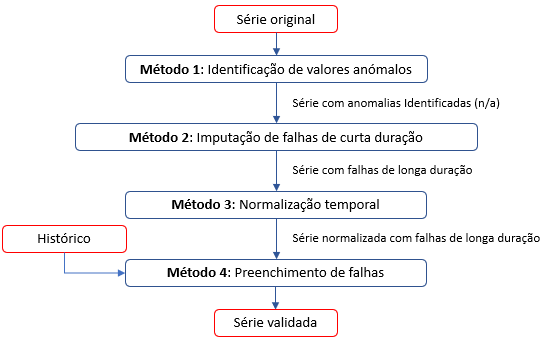 Série original
Método 1: Identificação de valores anómalos
Série com anomalias Identificadas (n/a)
Método 2: Imputação de falhas de curta duração
Série com falhas de longa duração
Método 3: Normalização temporal
Histórico
Série normalizada com falhas de longa duração
Método 4: Preenchimento de falhas
Série validada